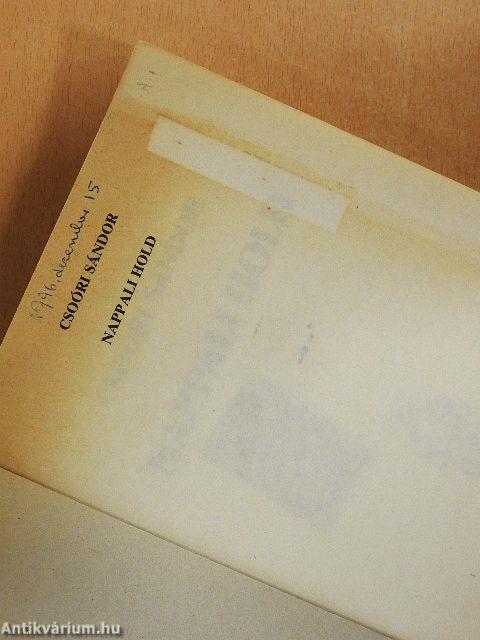 1996. december 15
CSOÓRI SÁNDOR
NAPPALI HOLD
Antikvárium.hu